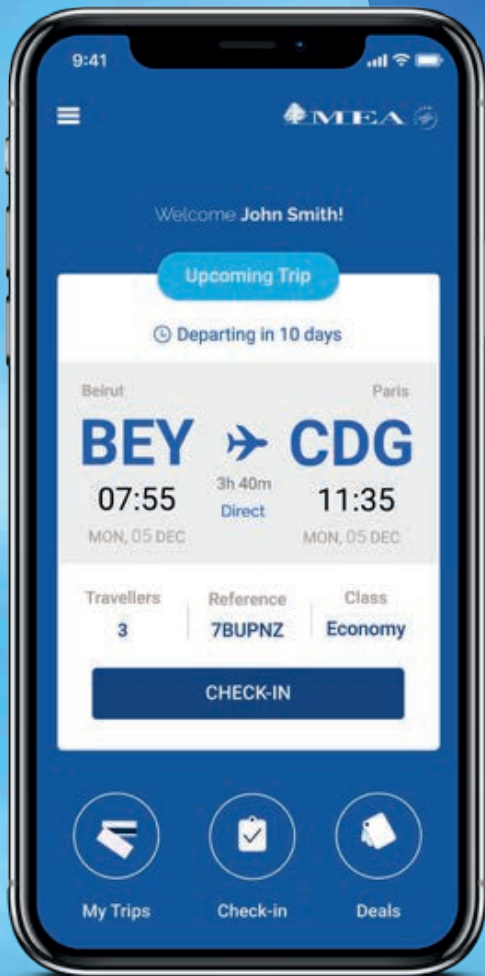 9:41
MEA
Welcome John Smith!
Upcoming Trip
Departing in 10 days
Beirut Paris
BEY CDG
07:55 3h 40m 11:35
Direct
MON, 05 DEC MON, 05 DEC
Travellers Reference Class
3 7BUPNZ Economy
CHECK-IN
My Trips Check-in Deals